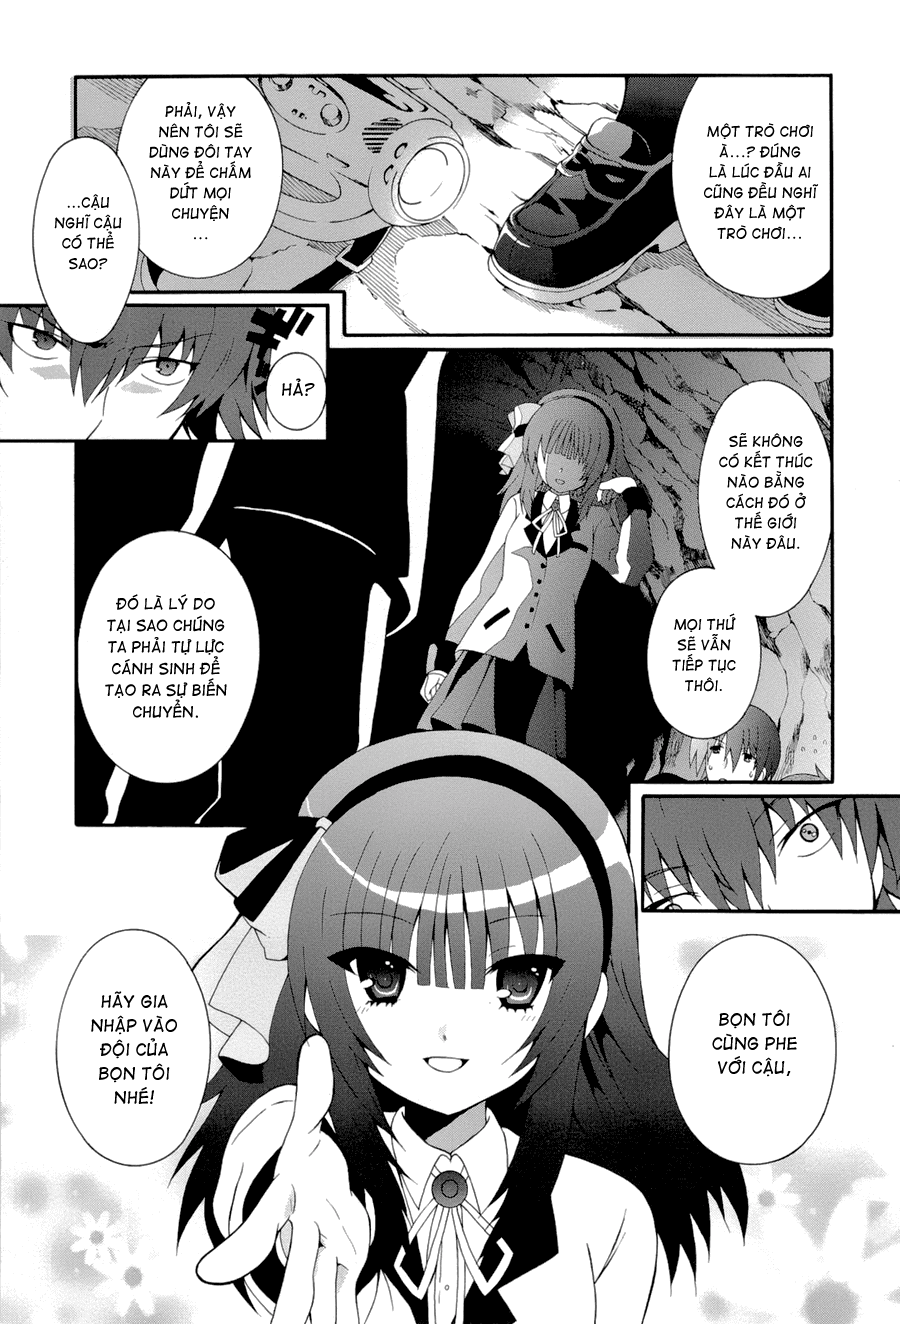 MỘT TRÒ CHƠI
À...? ĐÚNG
LÀ LÚC ĐẦU AI
CŨNG ĐỀU NGHĨ
ĐÂY LÀ MỘT
TRÒ CHƠI...
PHẢI, VẬY
NÊN TÔI SẼ
DÙNG ĐÔI TAY
NÀY ĐỂ CHẤM
DỨT MỌI
CHUYỆN
...
...CẬU
NGHĨ CẬU
CÓ THỂ
SAO?
HẢ?
SẼ KHÔNG
CÓ KẾT THÚC
NÀO BẰNG
CÁCH ĐÓ Ở
THẾ GIỚI
NÀY ĐÂU.
MỌI THỨ
SẼ VẪN
TIẾP TỤC
THÔI.
ĐÓ LÀ LÝ DO
TẠI SAO CHÚNG
TA PHẢI TỰ LỰC
CÁNH SINH ĐỂ
TẠO RA SỰ BIẾN
CHUYỂN.
BỌN TÔI
CÙNG PHE
VỚI CẬU,
HÃY GIA
NHẬP VÀO
ĐỘI CỦA
BỌN TÔI
NHÉ!